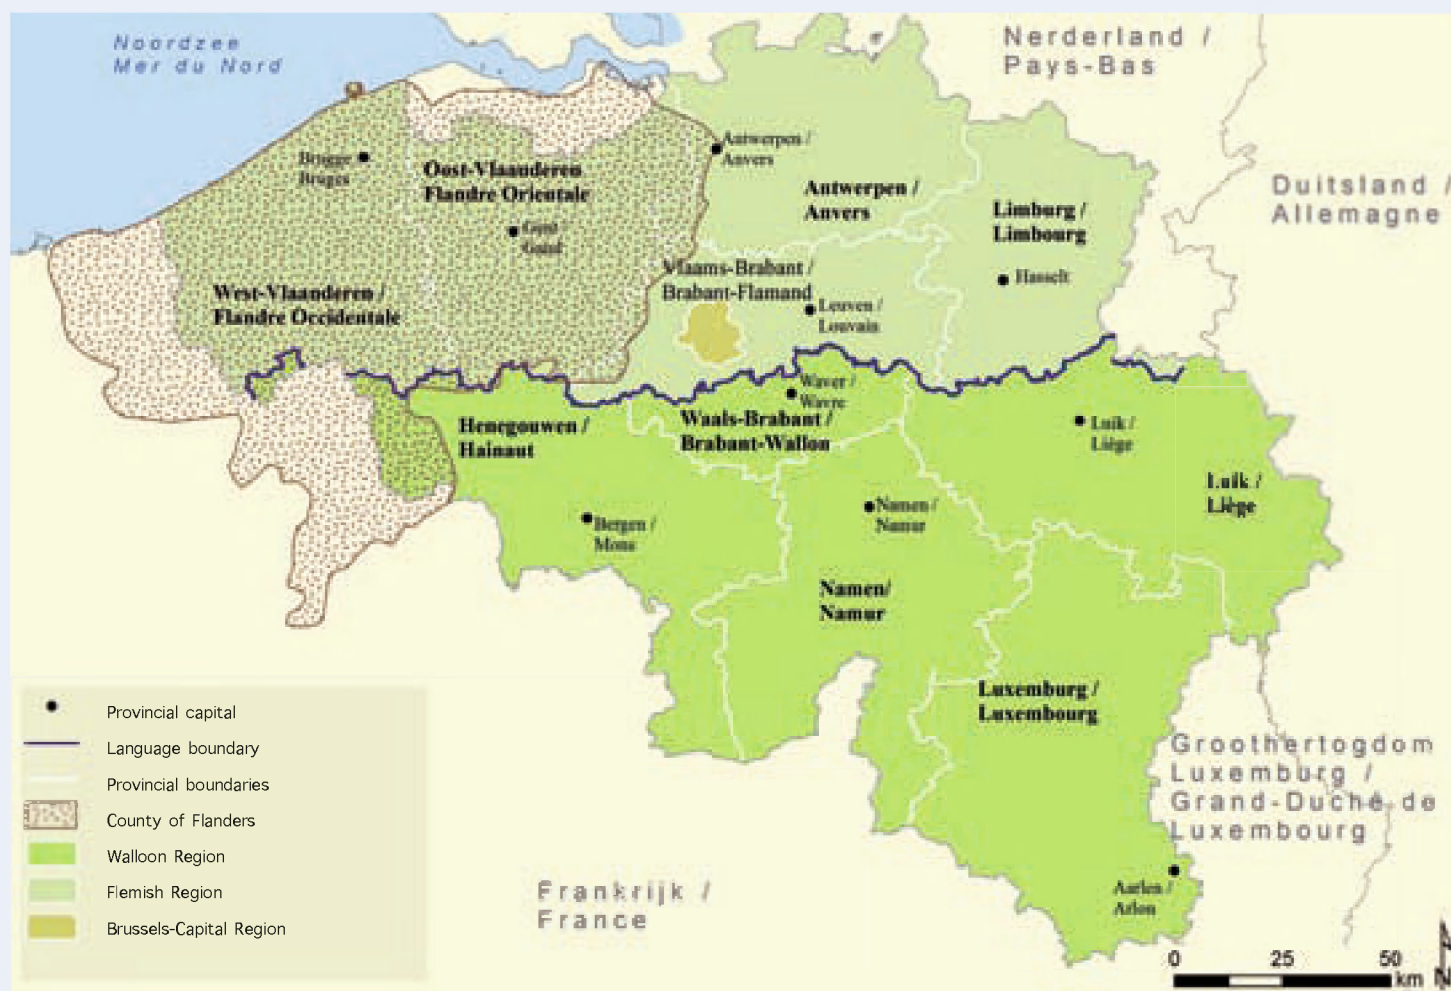 Noordzee
Mer du Nord
Nerderland /
Pays-Bas
Duitsland /
Allemagne
Brugge
Bruges
Oost-Vlaanderen
Flandre Orientale
Gent /
Gand
Antwerpen /
Anvers
Antwerpen /
Anvers
Limburg /
Limbourg
Hasselt
West-Vlaanderen /
Flandre Occidentale
Vlaams-Brabant /
Brabant-Flamand
Leuven /
Louvain
Waver /
Wavre
Waals-Brabant /
Brabant-Wallon
Henegouwen /
Hainaut
Luik /
Liège
Luik /
Liège
Bergen /
Mons
Namen /
Namur
Namen/
Namur
Luxemburg /
Luxembourg
Groothertogdom
Luxemburg /
Grand-Duché de
Luxembourg
Aarlen /
Arlon
Frankrijk /
France
Provincial capital
Language boundary
Provincial boundaries
County of Flanders
Walloon Region
Flemish Region
Brussels-Capital Region
0 25 50
km
N